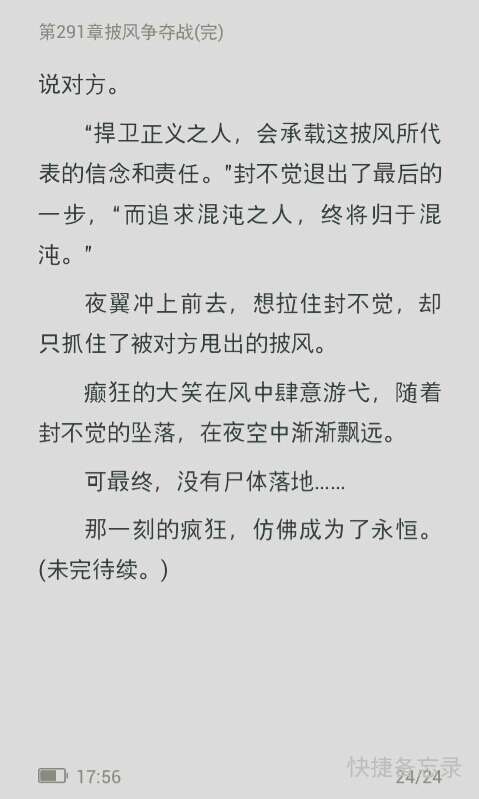 第291章披风争夺战(完)
说对方。
“捍卫正义之人，会承载这披风所代
表的信念和责任。”封不觉退出了最后的
一步，“而追求混沌之人，终将归于混
沌。”
夜翼冲上前去，想拉住封不觉，却
只抓住了被对方甩出的披风。
癫狂的大笑在风中肆意游弋，随着
封不觉的坠落，在夜空中渐渐飘远。
可最终，没有尸体落地……
那一刻的疯狂，仿佛成为了永恒。
(未完待续。)
17:56
24/24
快捷备忘录